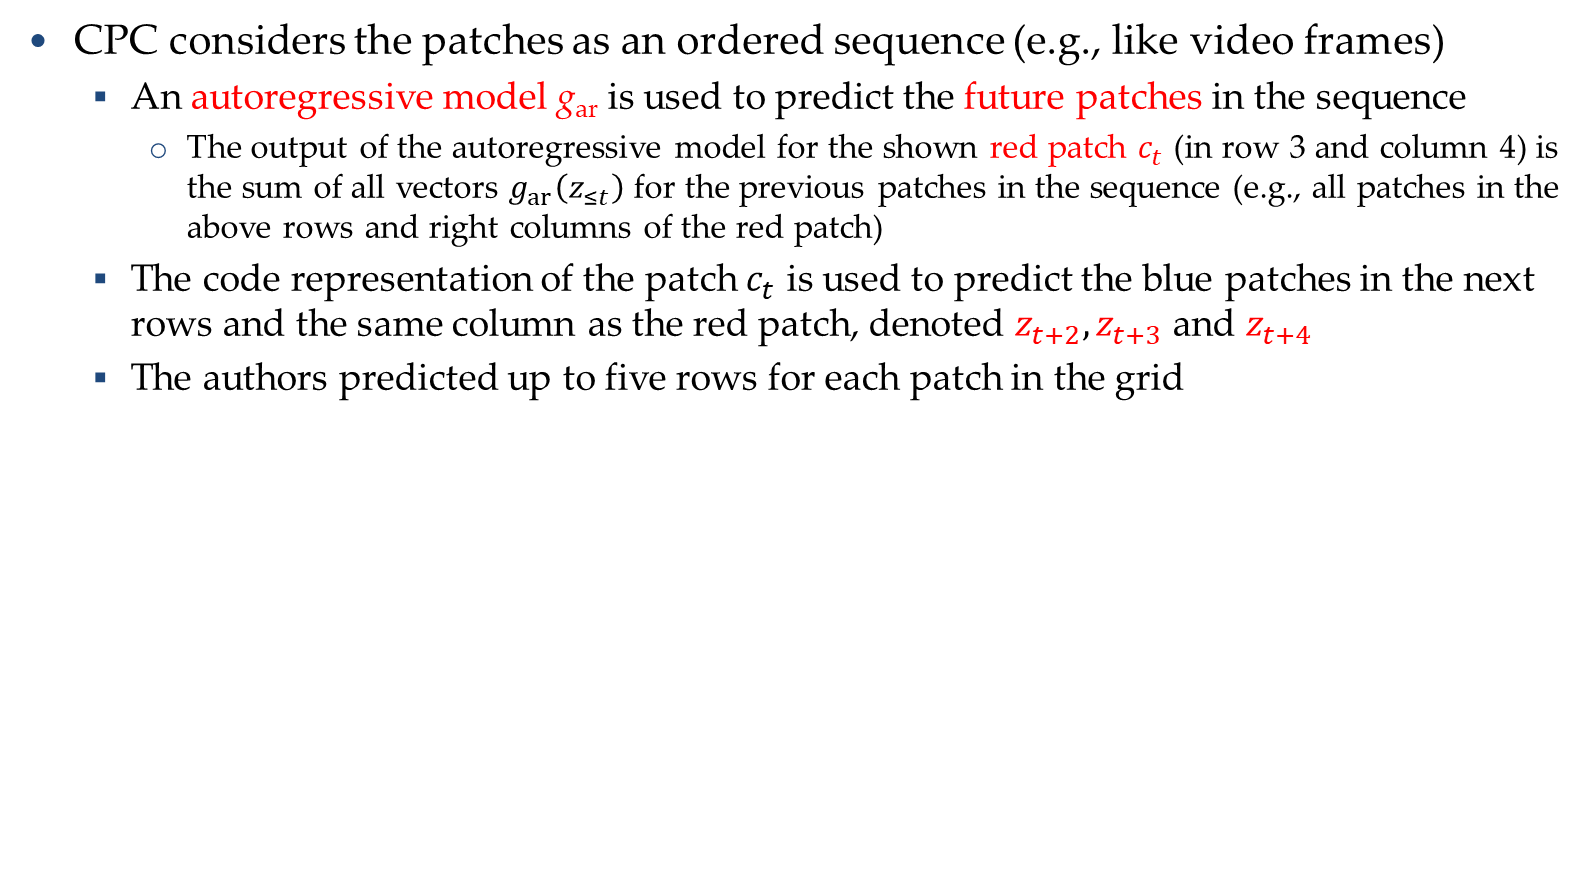 • CPC considers the patches as an ordered sequence (e.g., like video frames)
▪ An autoregressive model g_ar is used to predict the future patches in the sequence
○ The output of the autoregressive model for the shown red patch c_t (in row 3 and column 4) is
the sum of all vectors g_ar(z_≤t) for the previous patches in the sequence (e.g., all patches in the
above rows and right columns of the red patch)
▪ The code representation of the patch c_t is used to predict the blue patches in the next
rows and the same column as the red patch, denoted z_t+2, z_t+3 and z_t+4
▪ The authors predicted up to five rows for each patch in the grid